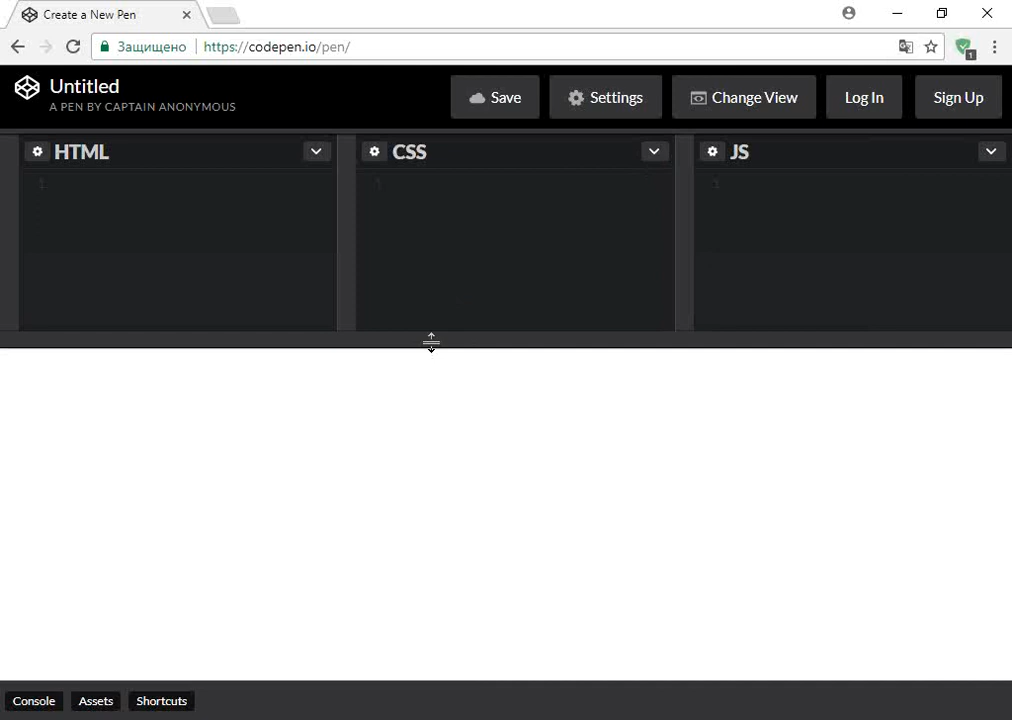 Create a New Pen
Защищено https://codepen.io/pen/
1
Untitled
A PEN BY CAPTAIN ANONYMOUS
Save Settings Change View Log In Sign Up
HTML CSS JS
1 1 1
Console Assets Shortcuts